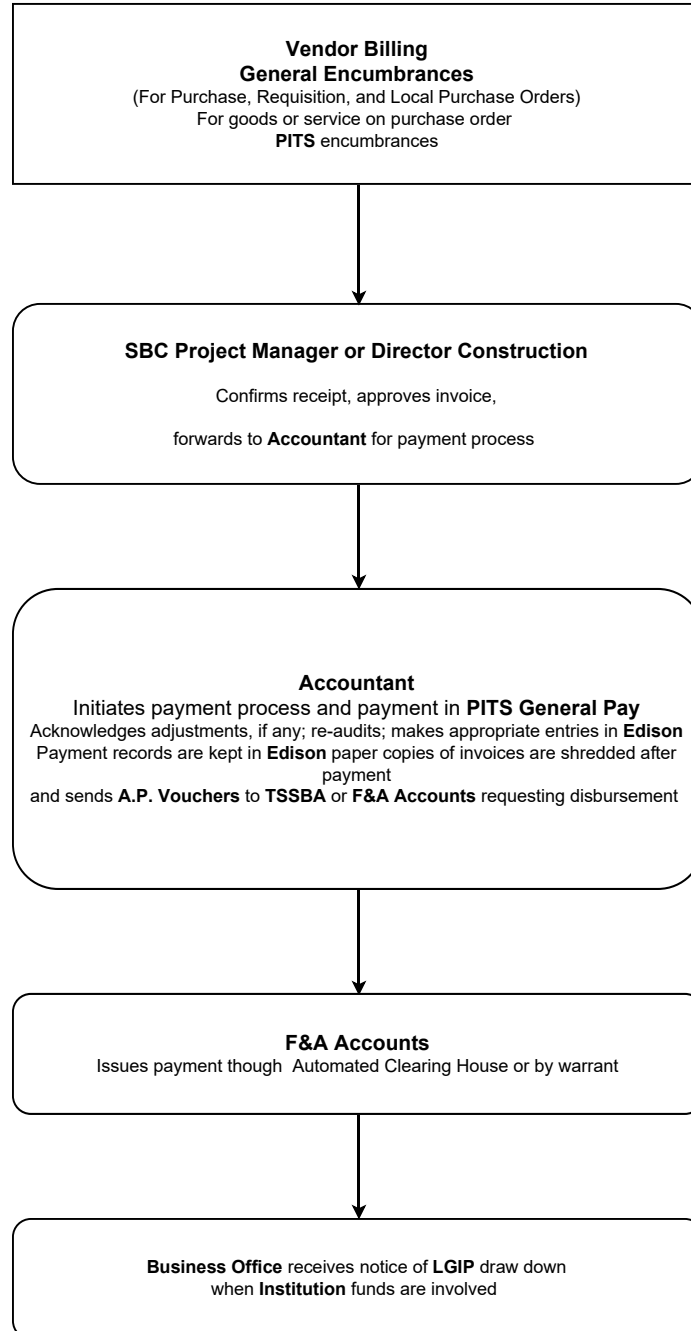 Vendor Billing
General Encumbrances
(For Purchase, Requisition, and Local Purchase Orders)
For goods or service on purchase order
PITS encumbrances
SBC Project Manager or Director Construction
Confirms receipt, approves invoice,
forwards to Accountant for payment process
Accountant
Initiates payment process and payment in PITS General Pay
Acknowledges adjustments, if any; re-audits; makes appropriate entries in Edison
Payment records are kept in Edison paper copies of invoices are shredded after
payment
and sends A.P. Vouchers to TSSBA or F&A Accounts requesting disbursement
F&A Accounts
Issues payment though Automated Clearing House or by warrant
Business Office receives notice of LGIP draw down
when Institution funds are involved